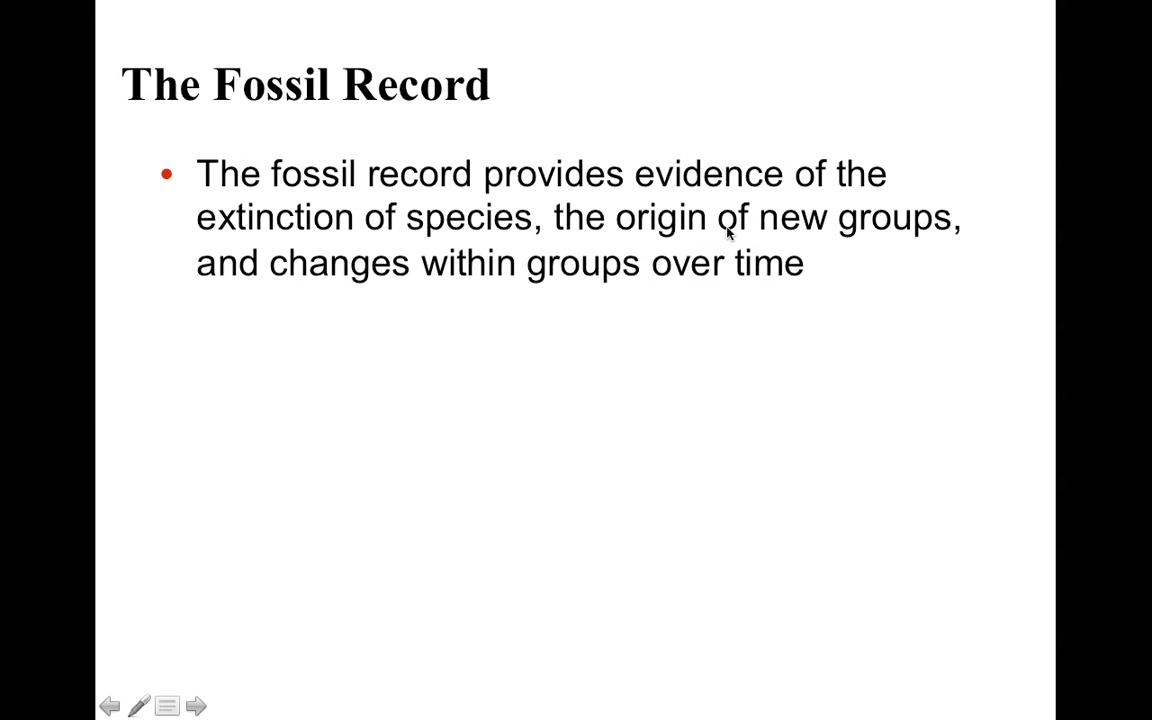 The Fossil Record
• The fossil record provides evidence of the
extinction of species, the origin of new groups,
and changes within groups over time